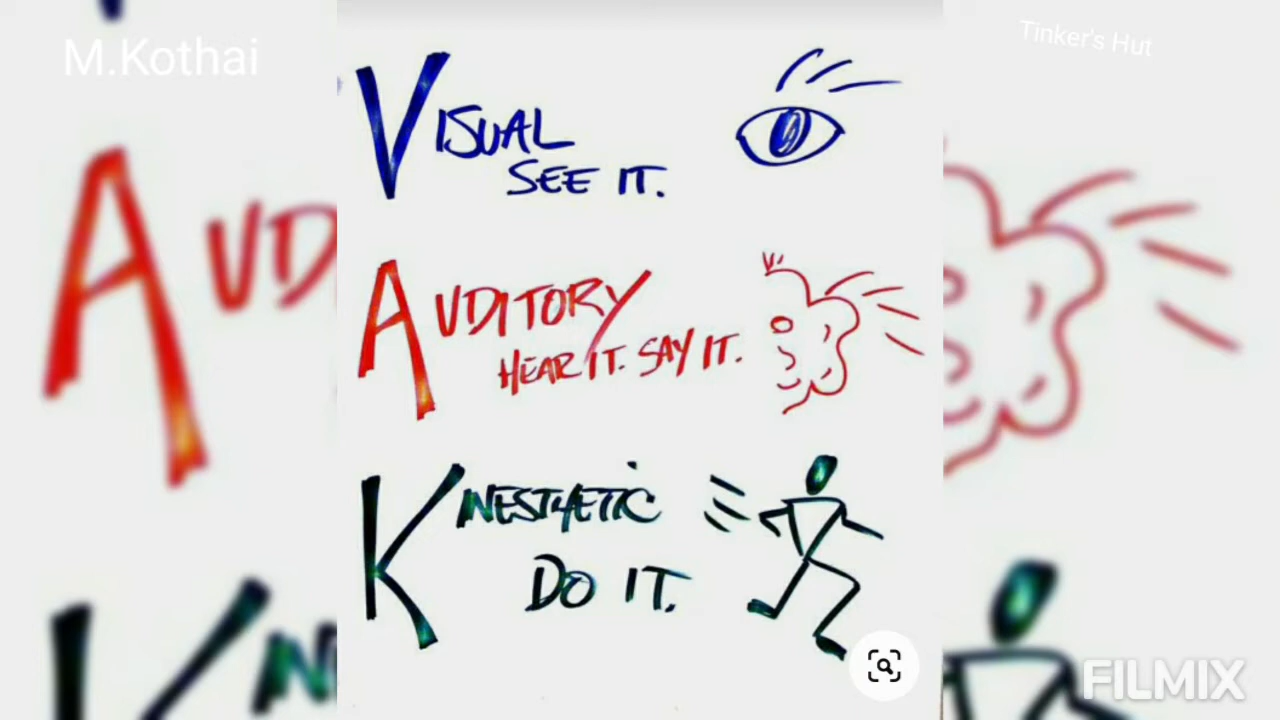 M.Kothai
Tinker's Hut
VISUAL
SEE IT.
AUDITORY
HEAR IT. SAY IT.
KINESTHETIC
DO IT.
FILMIX